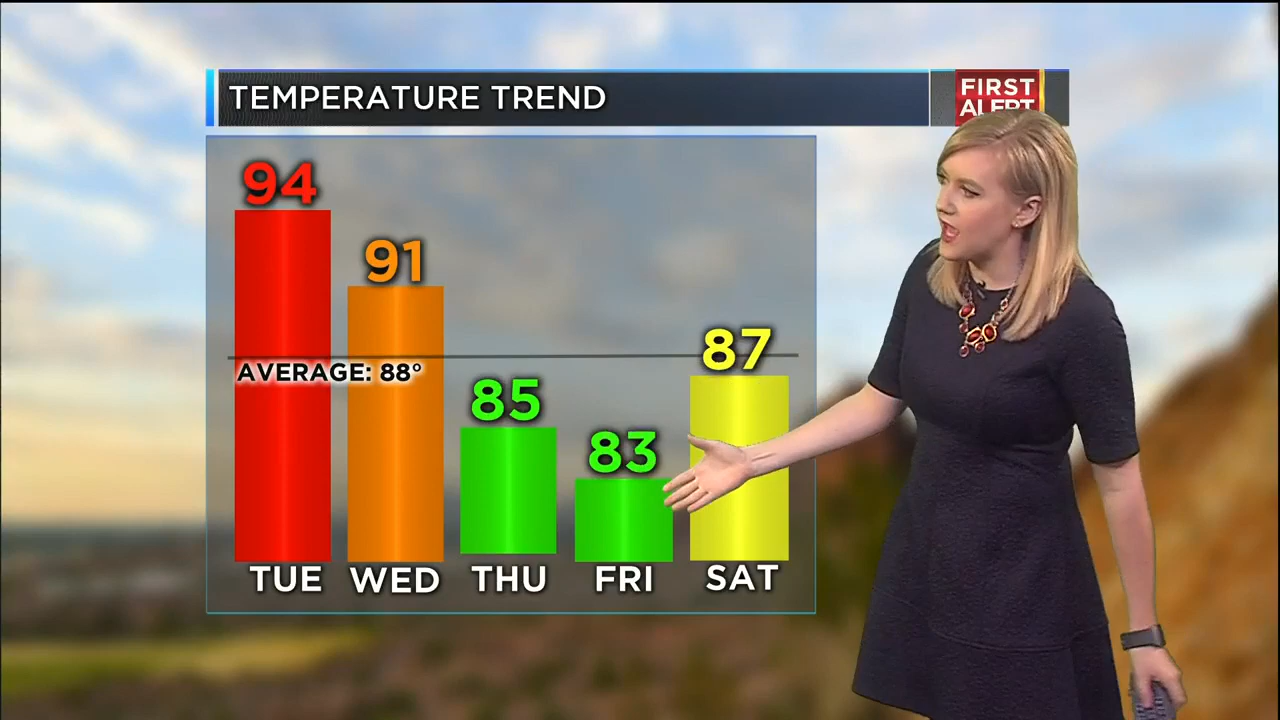 TEMPERATURE TREND
FIRST
ALERT
94
91
87
AVERAGE: 88°
85
83
TUE WED THU FRI SAT